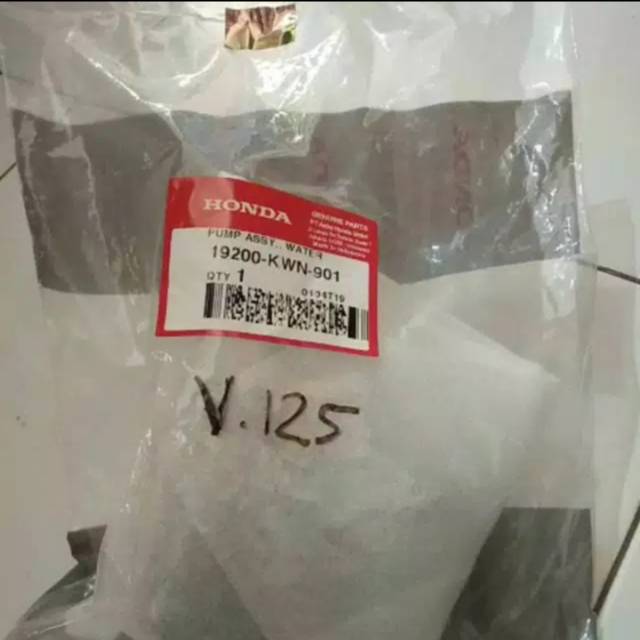 HONDA
GENUINE PARTS
PUMP ASSY., WATER
19200-KWN-901
QTY 1
V.125